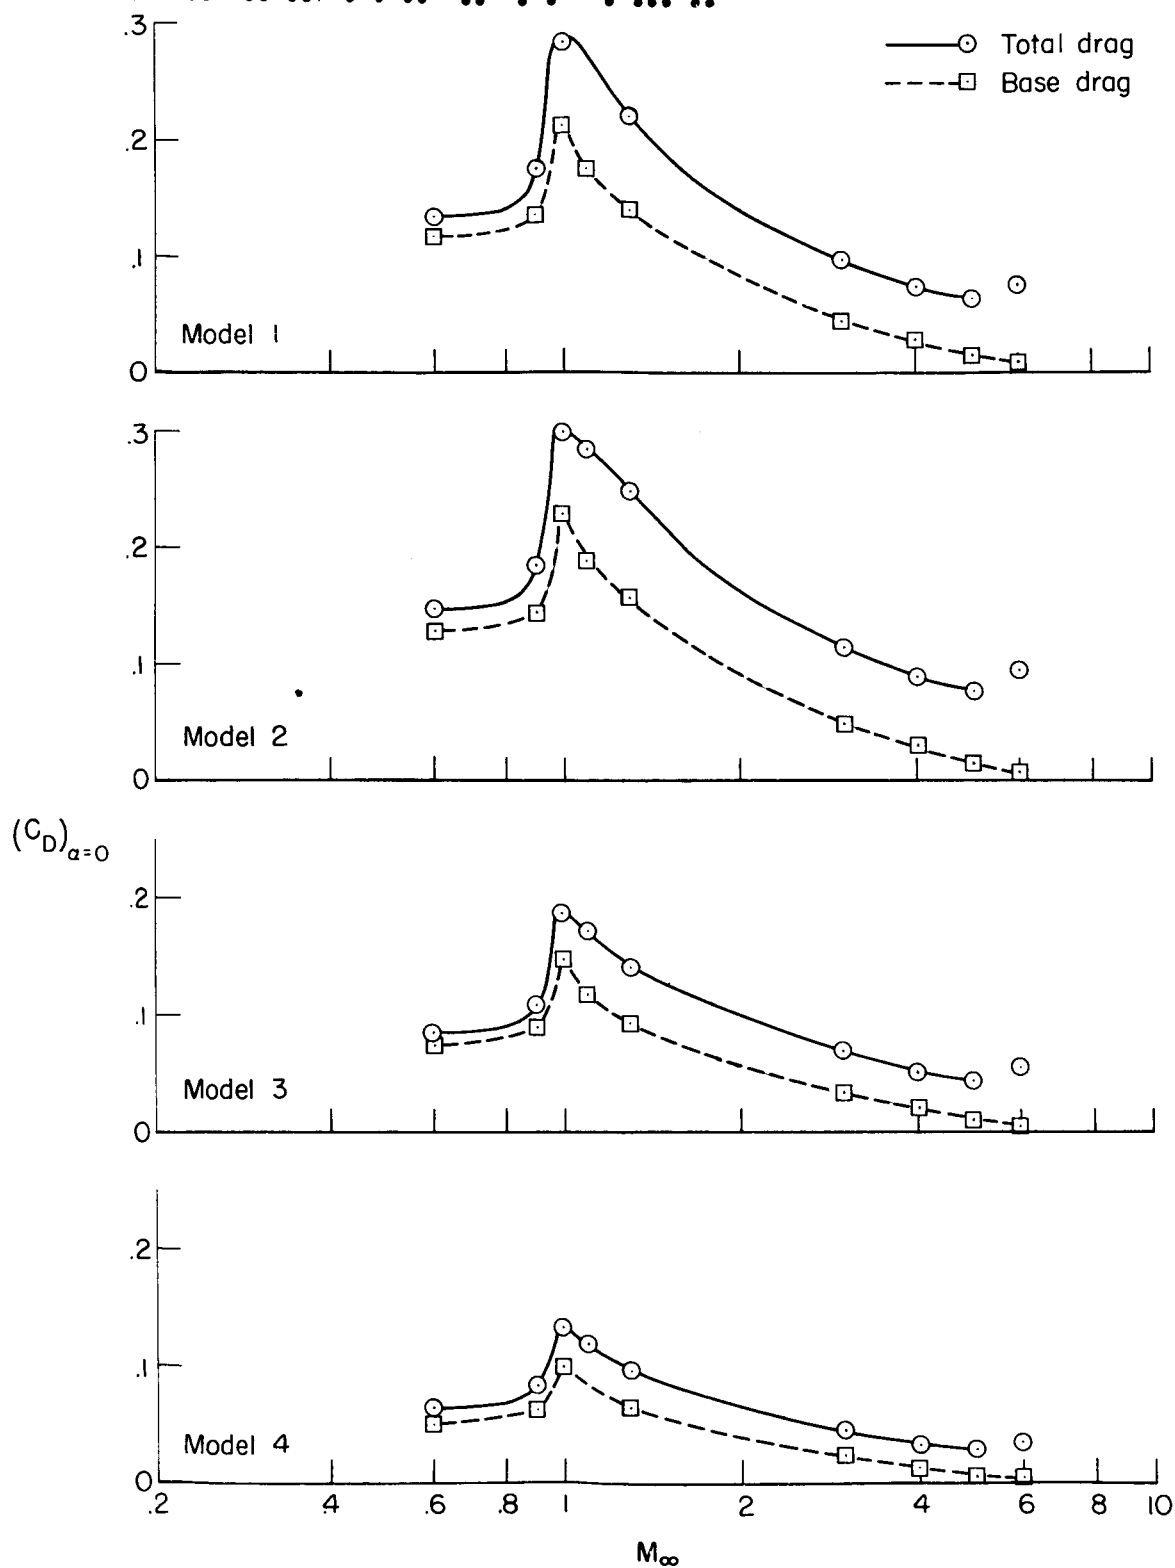 .3
Total drag
Base drag
.2
.1
Model 1
0
.3
.2
.1
Model 2
0
(C_D)_α=0
.2
.1
Model 3
0
.2
.1
Model 4
0
.2 .4 .6 .8 1 2 4 6 8 10
M∞